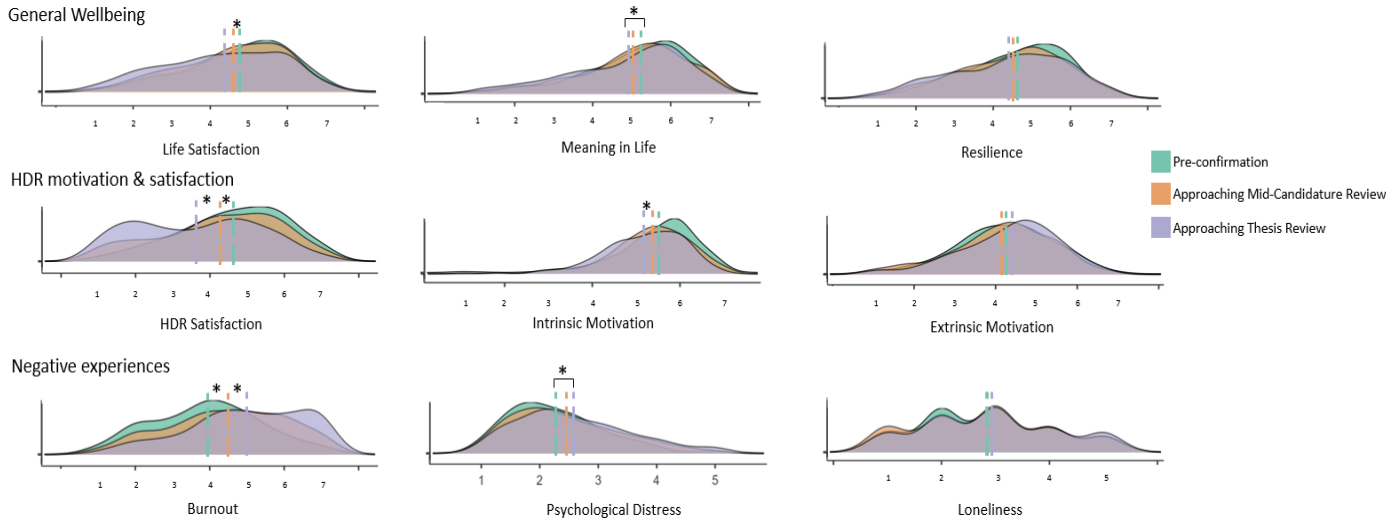 General Wellbeing
*
*
1 2 3 4 5 6 7
1 2 3 4 5 6 7
1 2 3 4 5 6 7
Life Satisfaction
Meaning in Life
Resilience
Pre-confirmation
Approaching Mid-Candidature Review
Approaching Thesis Review
HDR motivation & satisfaction
* *
*
1 2 3 4 5 6 7
1 2 3 4 5 6 7
1 2 3 4 5 6 7
HDR Satisfaction
Intrinsic Motivation
Extrinsic Motivation
Negative experiences
* *
*
1 2 3 4 5 6 7
1 2 3 4 5
1 2 3 4 5
Burnout
Psychological Distress
Loneliness